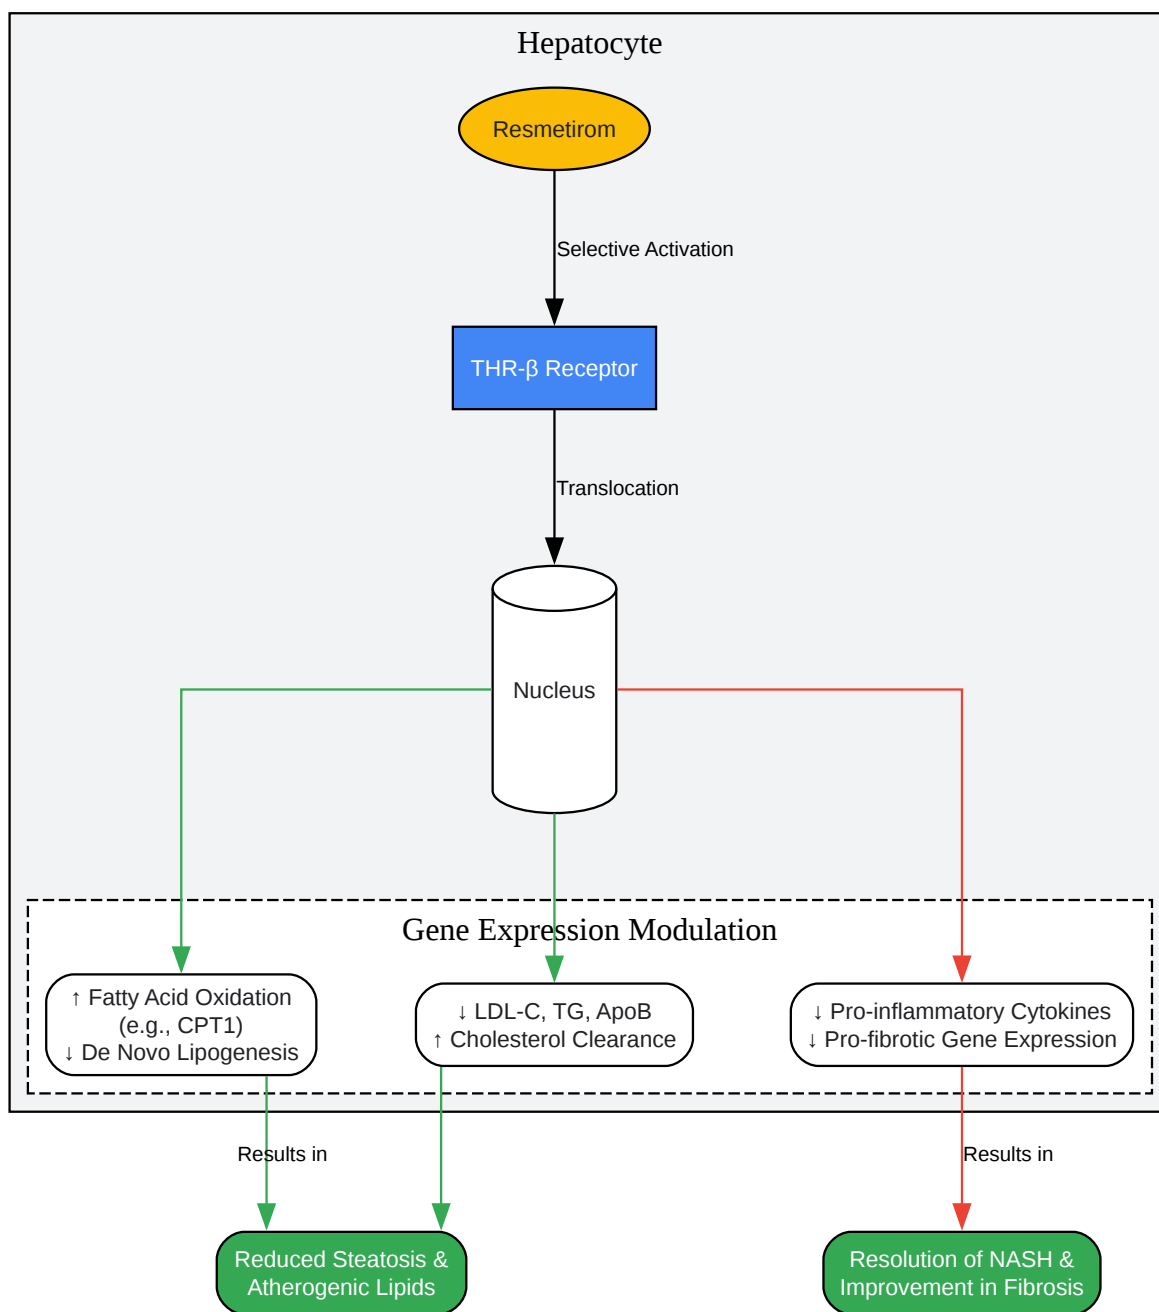 Hepatocyte
Resmetirom
Selective Activation
THR-β Receptor
Translocation
Nucleus
Gene Expression Modulation
↑ Fatty Acid Oxidation
(e.g., CPT1)
↓ De Novo Lipogenesis
↓ LDL-C, TG, ApoB
↑ Cholesterol Clearance
↓ Pro-inflammatory Cytokines
↓ Pro-fibrotic Gene Expression
Results in
Results in
Reduced Steatosis &
Atherogenic Lipids
Resolution of NASH &
Improvement in Fibrosis